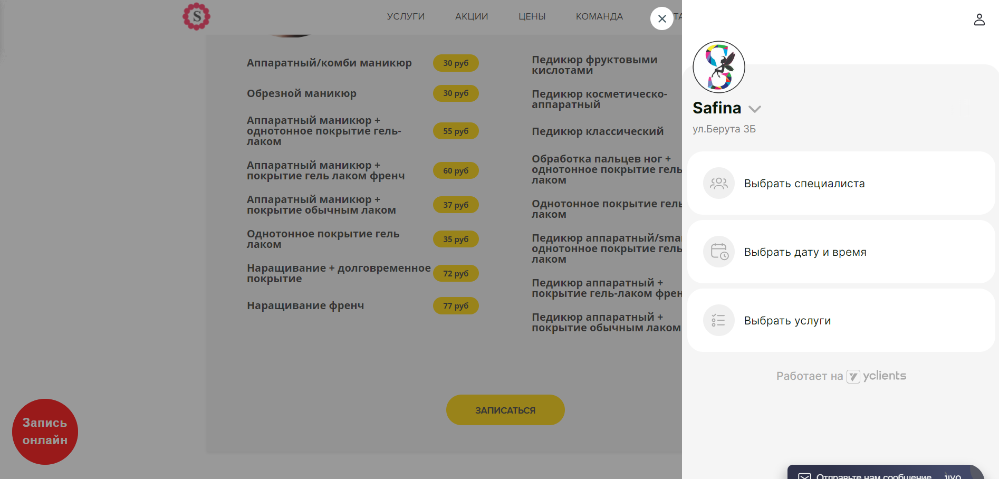 S
УСЛУГИ
АКЦИИ
ЦЕНЫ
КОМАНДА
Аппаратный/комби маникюр
30 руб
Обрезной маникюр
30 руб
Аппаратный маникюр +
однотонное покрытие гель-
лаком
55 руб
Аппаратный маникюр +
покрытие гель лаком френч
60 руб
Аппаратный маникюр +
покрытие обычным лаком
37 руб
Однотонное покрытие гель
лаком
35 руб
Наращивание + долговременное
покрытие
72 руб
Наращивание френч
77 руб
Педикюр фруктовыми
кислотами
Педикюр косметическо-
аппаратный
Педикюр классический
Обработка пальцев ног +
однотонное покрытие гель
лаком
Однотонное покрытие гель
лаком
Педикюр аппаратный/sma
однотонное покрытие гель
лаком
Педикюр аппаратный +
покрытие гель-лаком френ
Педикюр аппаратный +
покрытие обычным лаком
ЗАПИСАТЬСЯ
Запись
онлайн
S
Safina
ул.Берута 3Б
Выбрать специалиста
Выбрать дату и время
Выбрать услуги
Работает на yclients
Отправьте нам сообщение jivo